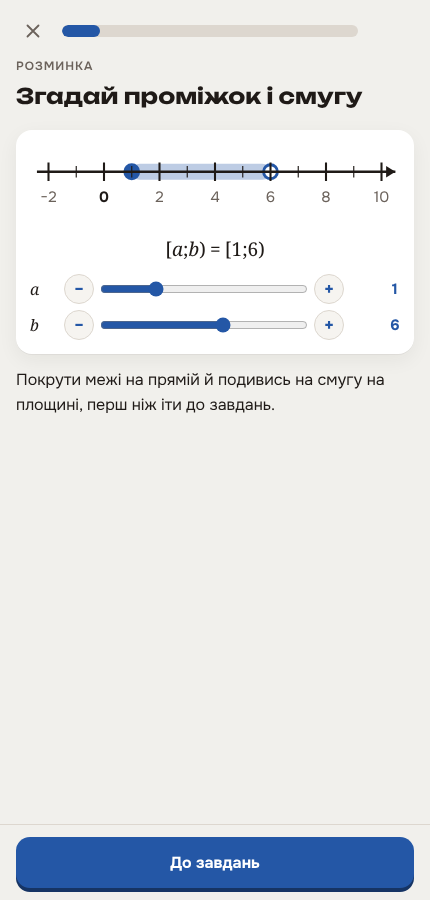 РОЗМИНКА
Згадай проміжок і смугу
−2 0 2 4 6 8 10
[a;b) = [1;6)
a − + 1
b − + 6
Покрути межі на прямій й подивись на смугу на
площині, перш ніж іти до завдань.
До завдань